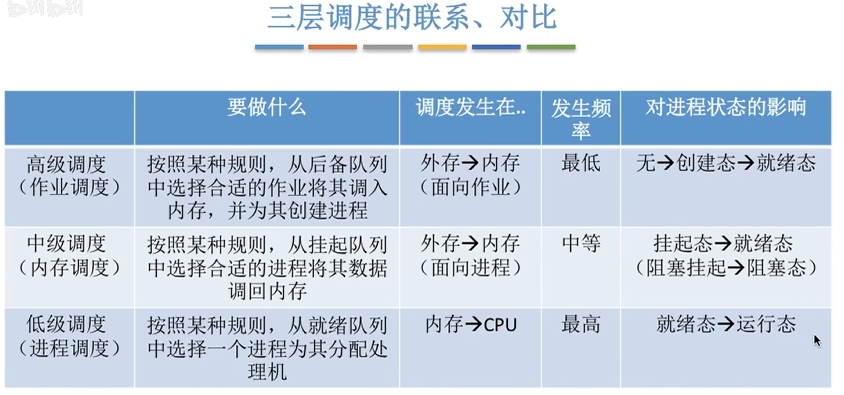 三层调度的联系、对比
要做什么
调度发生在..
发生频
率
对进程状态的影响
高级调度
（作业调度）
按照某种规则，从后备队列
中选择合适的作业将其调入
内存，并为其创建进程
外存→内存
（面向作业）
最低
无→创建态→就绪态
中级调度
（内存调度）
按照某种规则，从挂起队列
中选择合适的进程将其数据
调回内存
外存→内存
（面向进程）
中等
挂起态→就绪态
（阻塞挂起→阻塞态）
低级调度
（进程调度）
按照某种规则，从就绪队列
中选择一个进程为其分配处
理机
内存→CPU
最高
就绪态→运行态